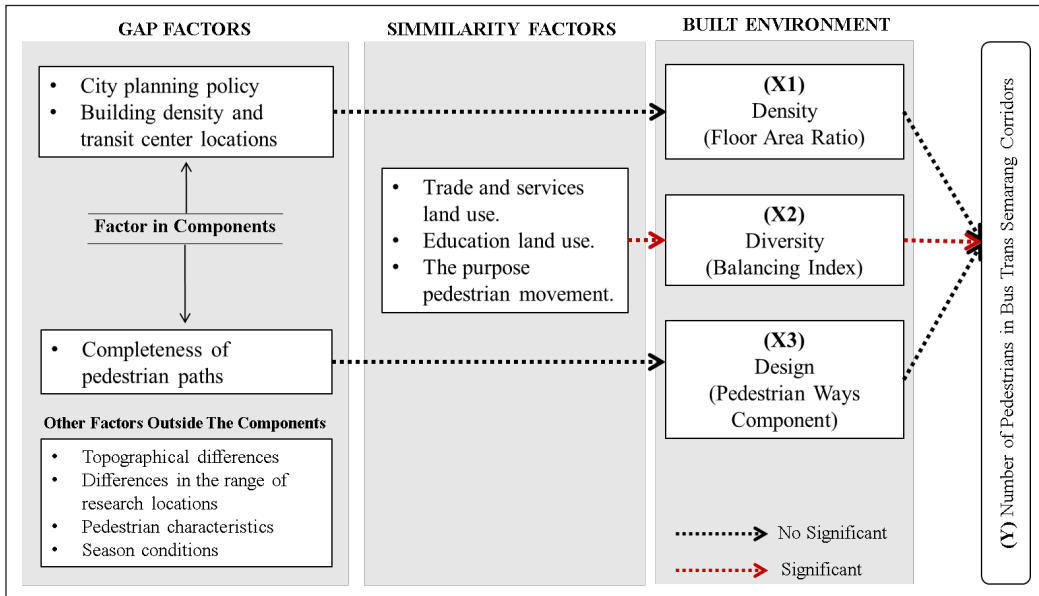 GAP FACTORS
• City planning policy
• Building density and
transit center locations
Factor in Components
• Completeness of
pedestrian paths
Other Factors Outside The Components
• Topographical differences
• Differences in the range of
research locations
• Pedestrian characteristics
• Season conditions
SIMMILARITY FACTORS
• Trade and services
land use.
• Education land use.
• The purpose
pedestrian movement.
BUILT ENVIRONMENT
(X1)
Density
(Floor Area Ratio)
(X2)
Diversity
(Balancing Index)
(X3)
Design
(Pedestrian Ways
Component)
No Significant
Significant
(Y) Number of Pedestrians in Bus Trans Semarang Corridors